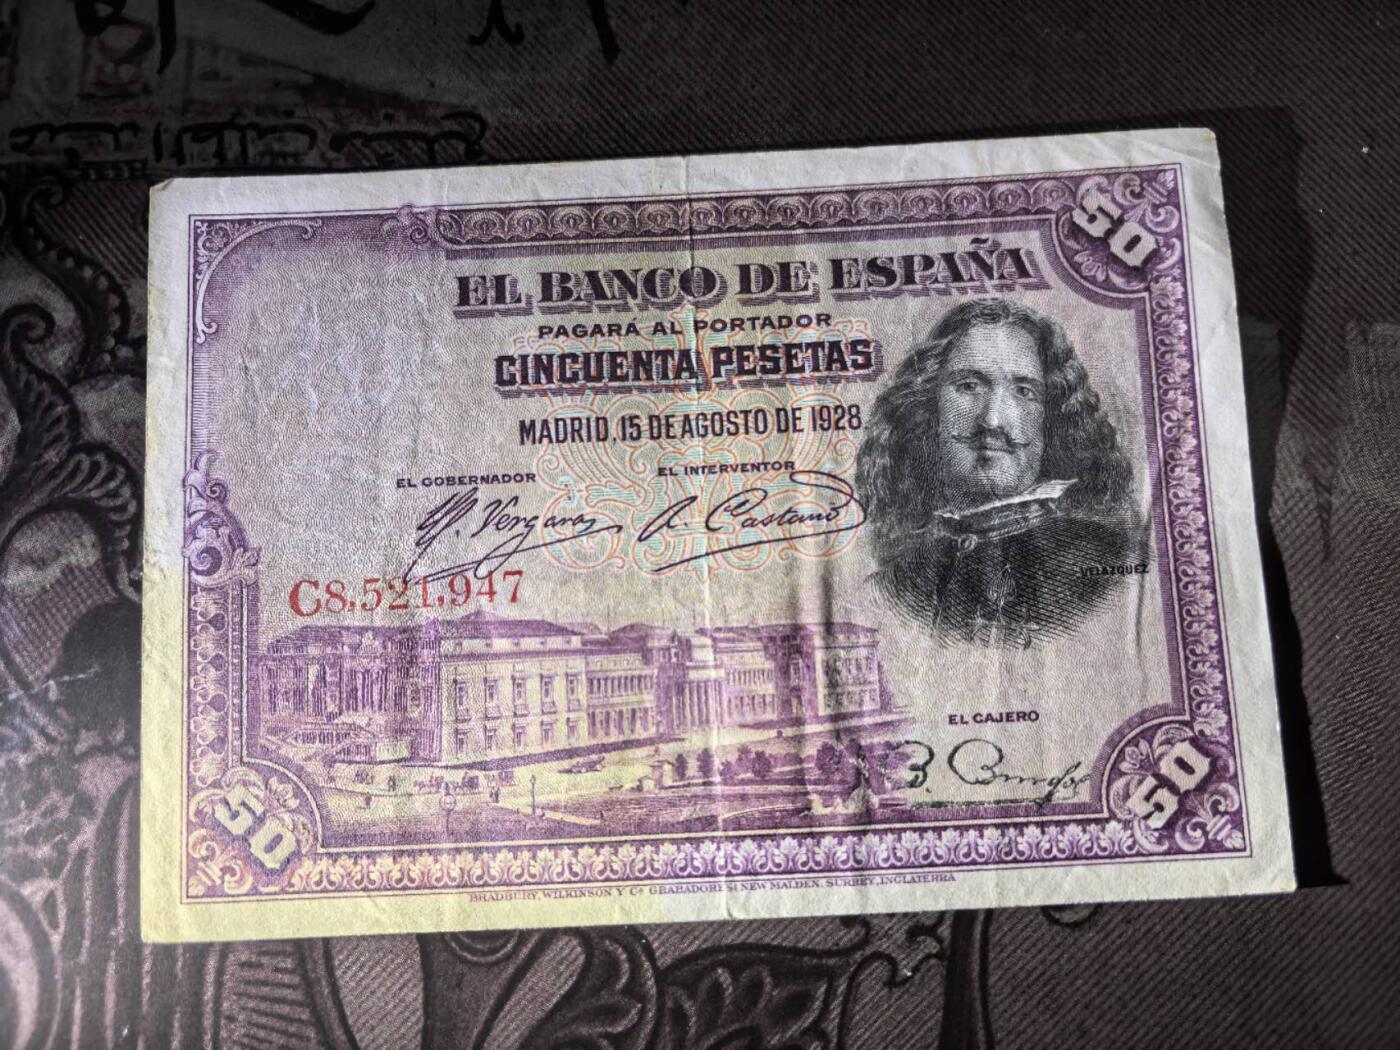 50
EL BANCO DE ESPAÑA
PAGARÁ AL PORTADOR
CINCUENTA PESETAS
MADRID, 15 DE AGOSTO DE 1928
EL GOBERNADOR
EL INTERVENTOR
C8,521,947
VELAZQUEZ
EL CAJERO
50
50
BRADBURY, WILKINSON Y Cª GRABADORES NEW MALDEN, SURREY, INGLATERRA